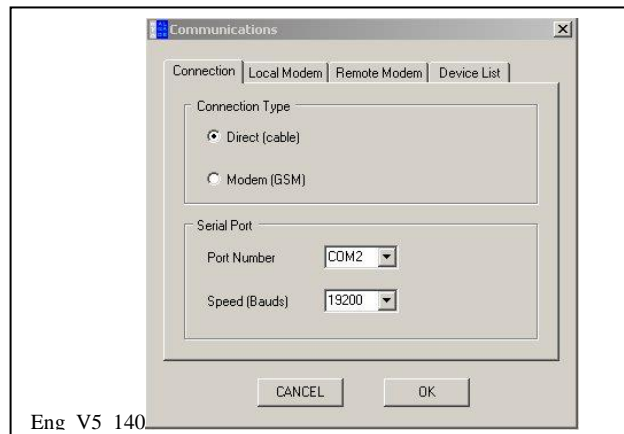 Communications
Connection Local Modem Remote Modem Device List
Connection Type
Direct (cable)
Modem (GSM)
Serial Port
Port Number COM2
Speed (Bauds) 19200
CANCEL OK
Eng V5 140